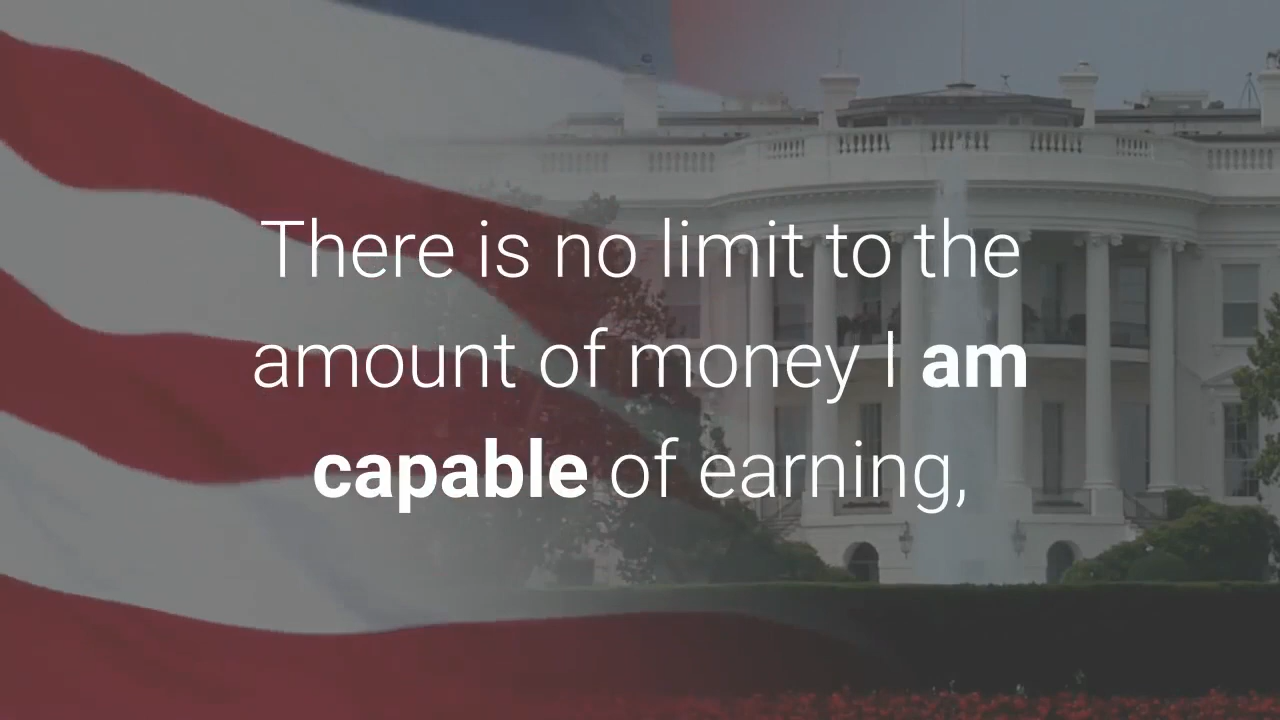 There is no limit to the
amount of money I am
capable of earning,